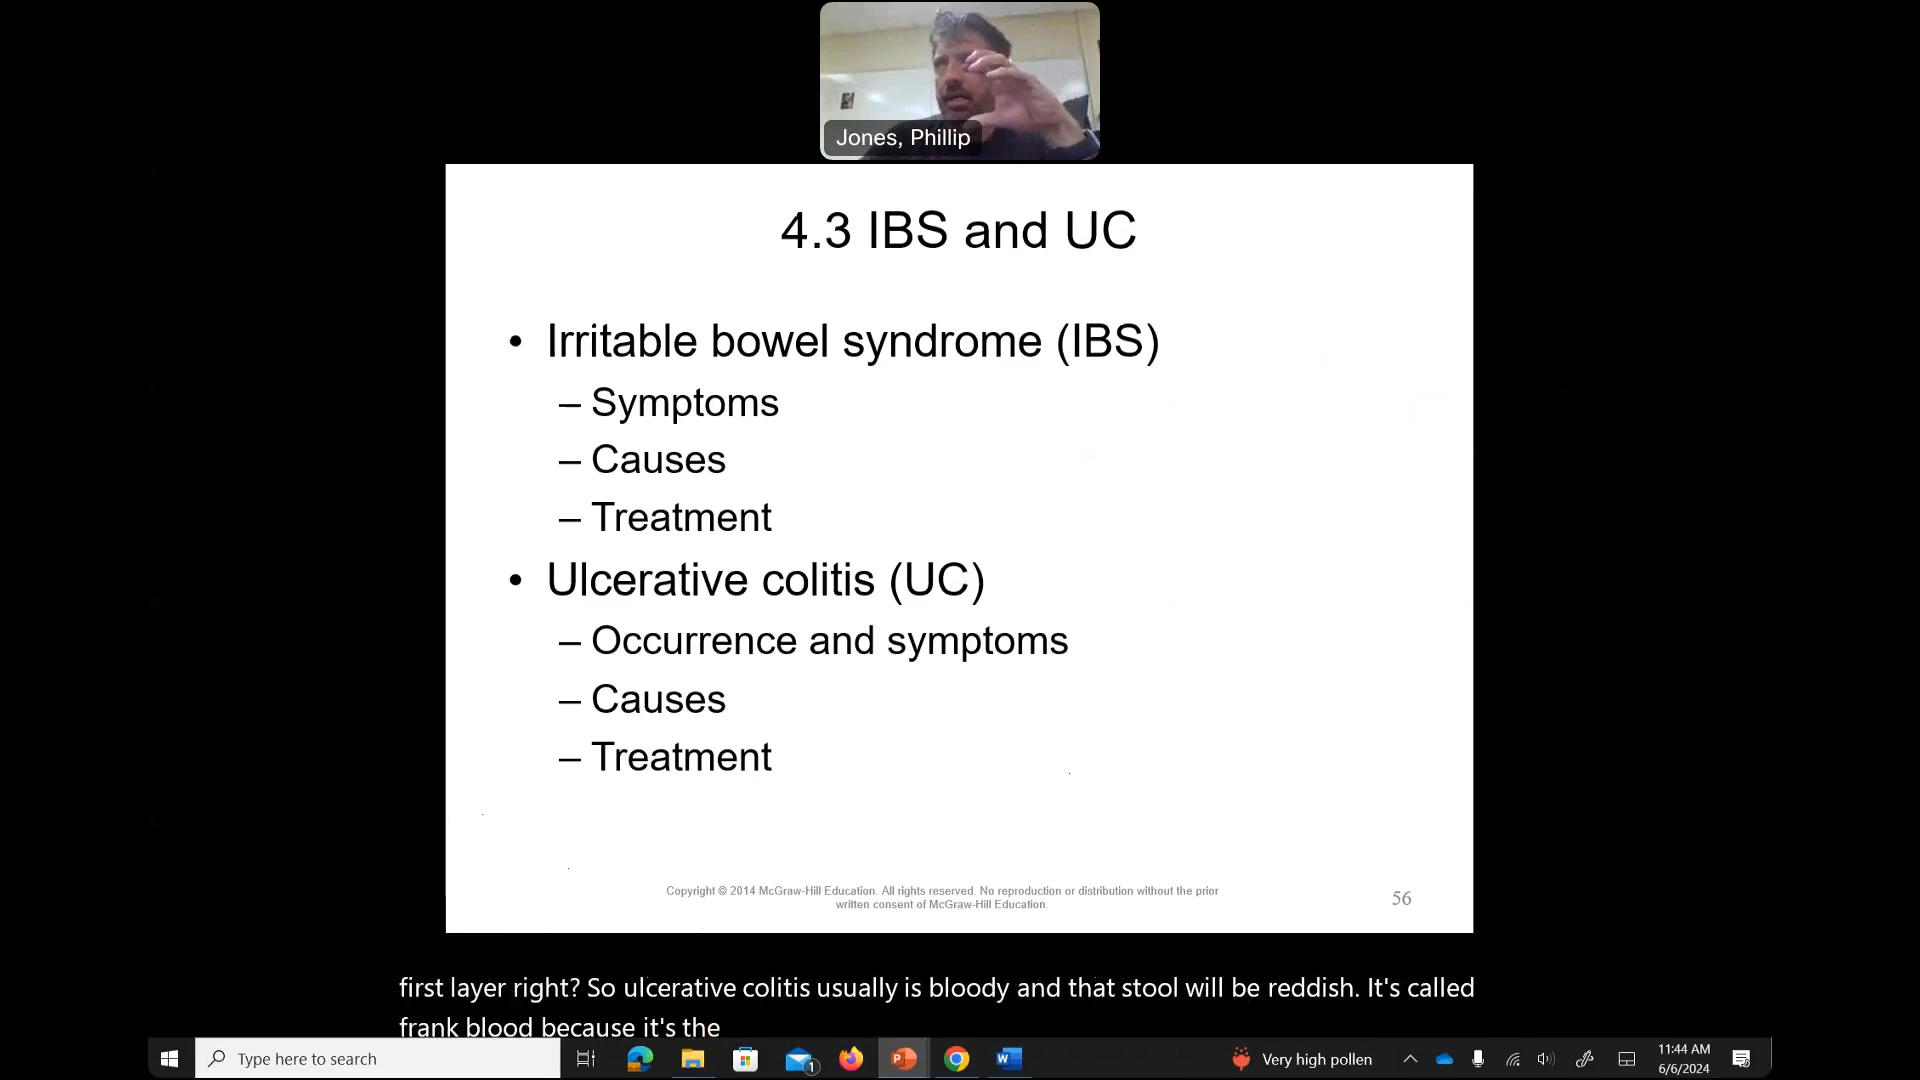 Jones, Phillip
4.3 IBS and UC
• Irritable bowel syndrome (IBS)
– Symptoms
– Causes
– Treatment
• Ulcerative colitis (UC)
– Occurrence and symptoms
– Causes
– Treatment
Copyright © 2014 McGraw-Hill Education. All rights reserved. No reproduction or distribution without the prior
written consent of McGraw-Hill Education.
56
first layer right? So ulcerative colitis usually is bloody and that stool will be reddish. It's called
frank blood because it's the
Type here to search
1
Very high pollen
11:44 AM
6/6/2024